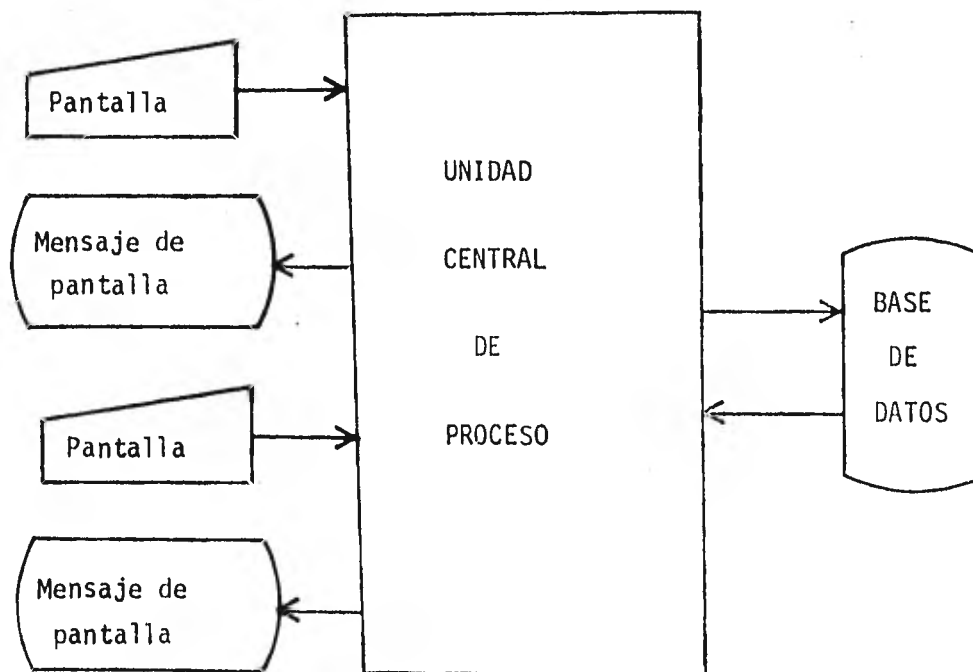 Pantalla
Mensaje de
pantalla
Pantalla
Mensaje de
pantalla
UNIDAD
CENTRAL
DE
PROCESO
BASE
DE
DATOS